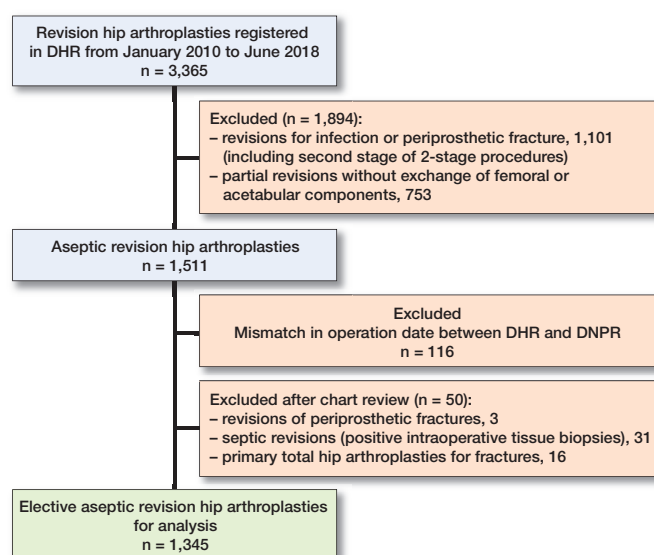 Revision hip arthroplasties registered
in DHR from January 2010 to June 2018
n = 3,365
Excluded (n = 1,894):
– revisions for infection or periprosthetic fracture, 1,101
(including second stage of 2-stage procedures)
– partial revisions without exchange of femoral or
acetabular components, 753
Aseptic revision hip arthroplasties
n = 1,511
Excluded
Mismatch in operation date between DHR and DNPR
n = 116
Excluded after chart review (n = 50):
– revisions of periprosthetic fractures, 3
– septic revisions (positive intraoperative tissue biopsies), 31
– primary total hip arthroplasties for fractures, 16
Elective aseptic revision hip arthroplasties
for analysis
n = 1,345